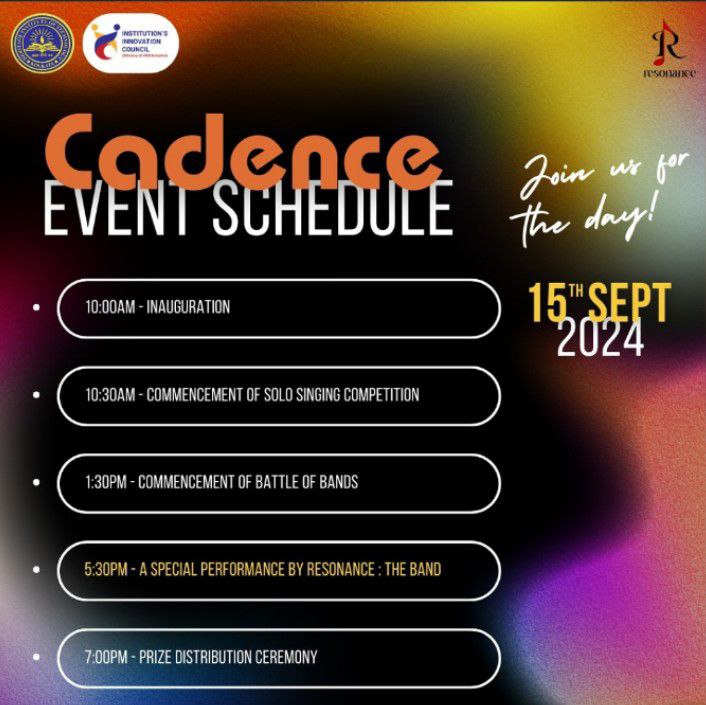 INSTITUTION'S
INNOVATION
COUNCIL
R
resonance
Cadence
EVENT SCHEDULE
Join us for
the day!
15TH SEPT
2024
10:00AM - INAUGURATION
10:30AM - COMMENCEMENT OF SOLO SINGING COMPETITION
1:30PM - COMMENCEMENT OF BATTLE OF BANDS
5:30PM - A SPECIAL PERFORMANCE BY RESONANCE : THE BAND
7:00PM - PRIZE DISTRIBUTION CEREMONY